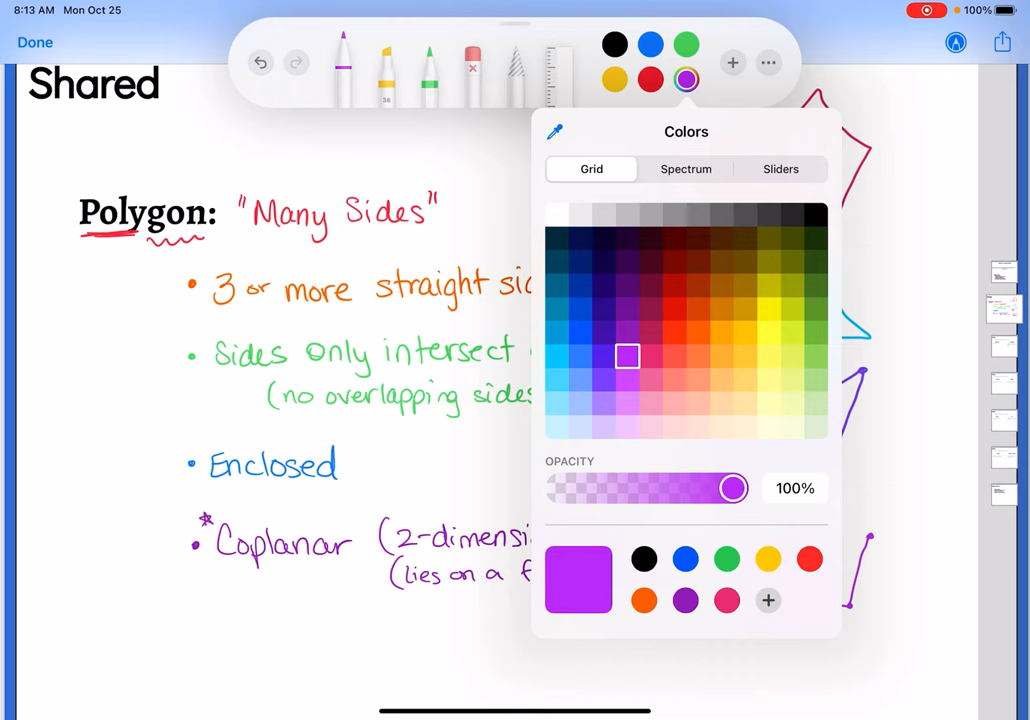 8:13 AM Mon Oct 25
100%
Done
36
Shared
Colors
Grid Spectrum Sliders
Polygon: "Many Sides"
• 3 or more straight
• Sides only intersect
(no overlapping sides
• Enclosed
OPACITY
100%
• Coplanar (2-dimensi
(lies on a f